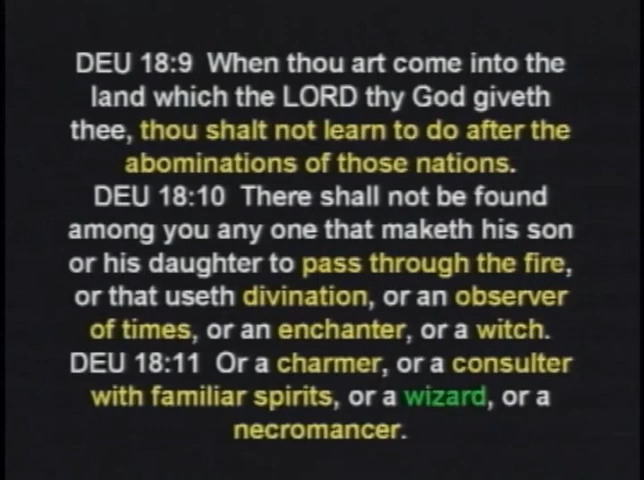 DEU 18:9 When thou art come into the
land which the LORD thy God giveth
thee, thou shalt not learn to do after the
abominations of those nations.
DEU 18:10 There shall not be found
among you any one that maketh his son
or his daughter to pass through the fire,
or that useth divination, or an observer
of times, or an enchanter, or a witch.
DEU 18:11 Or a charmer, or a consulter
with familiar spirits, or a wizard, or a
necromancer.